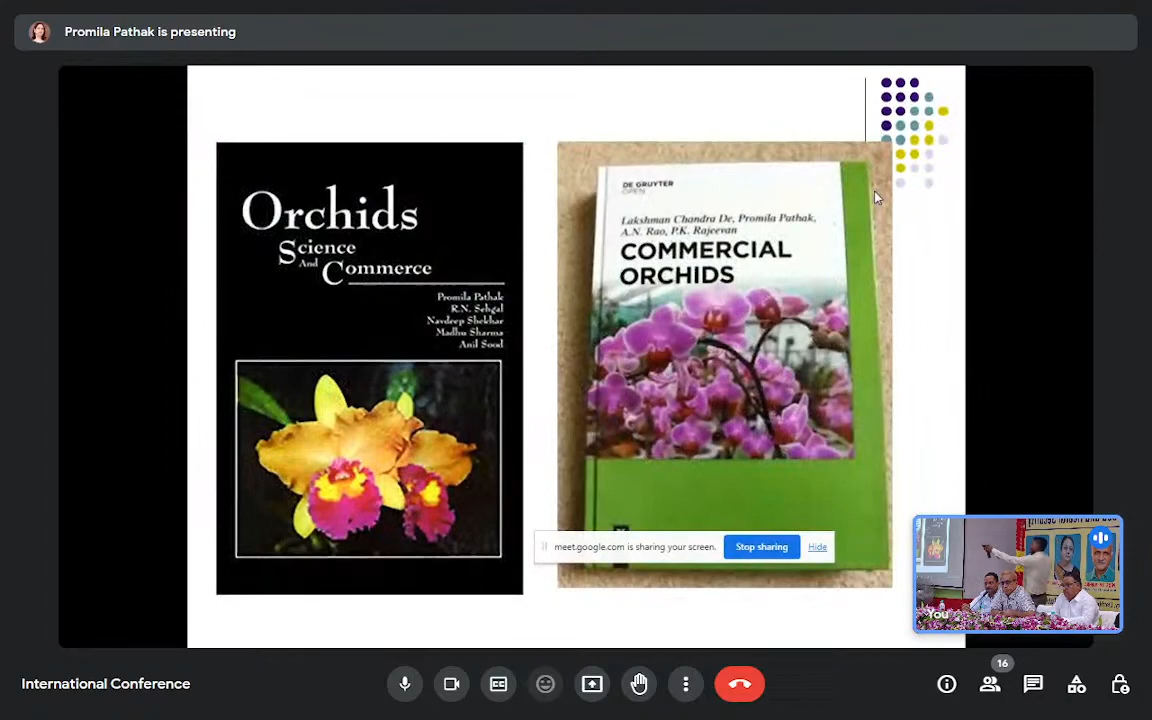 Promila Pathak is presenting
Orchids
Science
And
Commerce
Promila Pathak
R.N. Sehgal
Navdeep Shekhar
Madhu Sharma
Anil Sood
DE GRUYTER
OPEN
Lakshman Chandra De, Promila Pathak,
A.N. Rao, P.K. Rajeevan
COMMERCIAL
ORCHIDS
meet.google.com is sharing your screen.
Stop sharing
Hide
You
International Conference
16